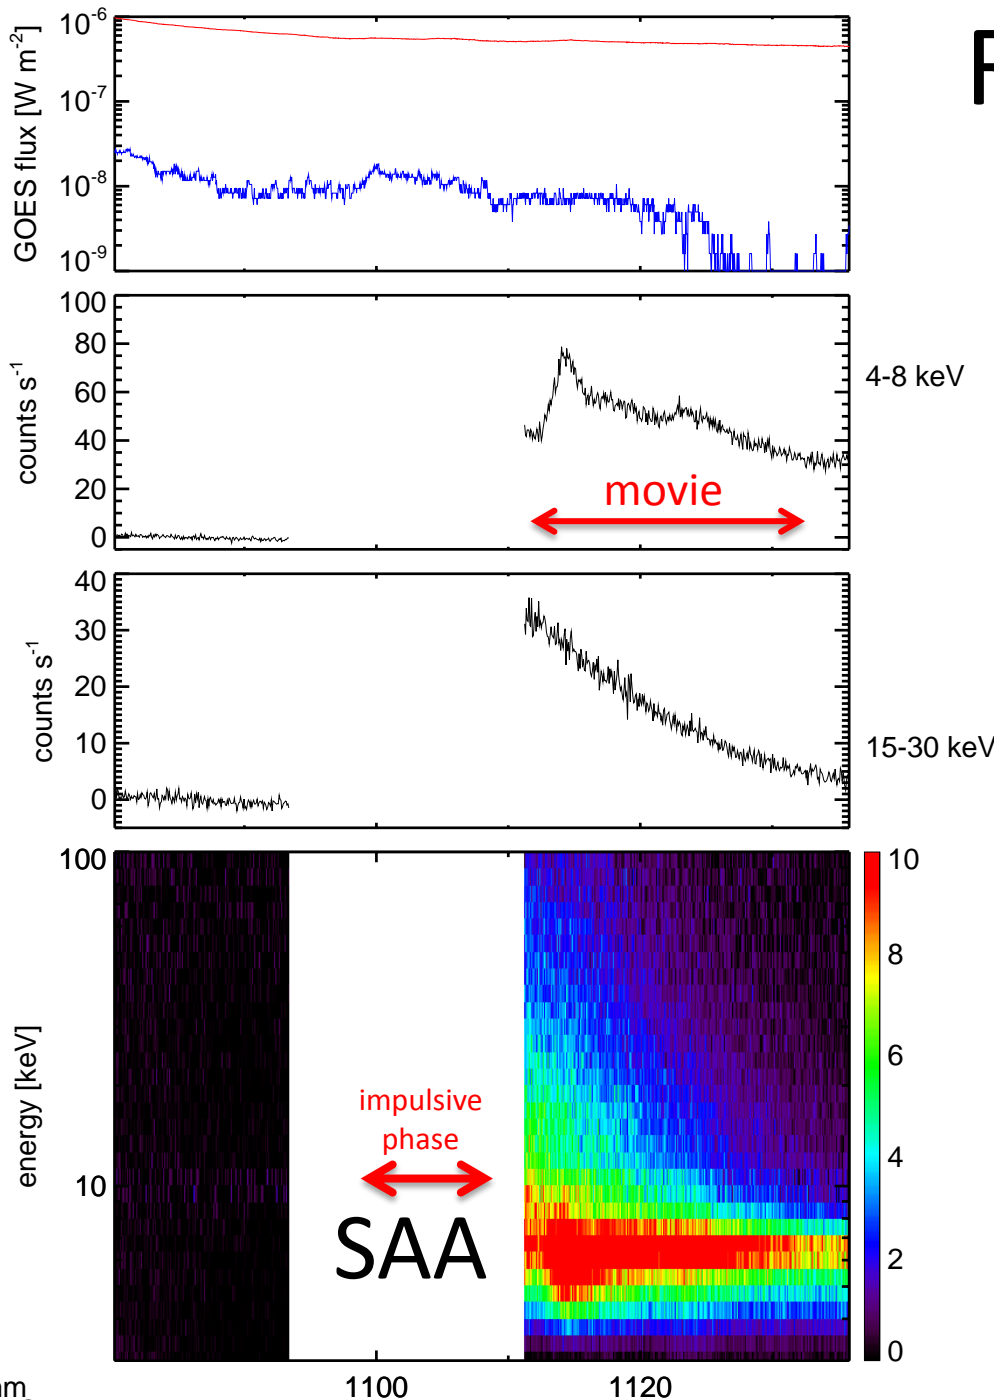 F
GOES flux [W m⁻²]
10⁻⁶
10⁻⁷
10⁻⁸
10⁻⁹
counts s⁻¹
100
80
60
40
20
0
4-8 keV
movie
counts s⁻¹
40
30
20
10
0
15-30 keV
energy [keV]
100
10
impulsive
phase
SAA
10
8
6
4
2
0
1100
1120